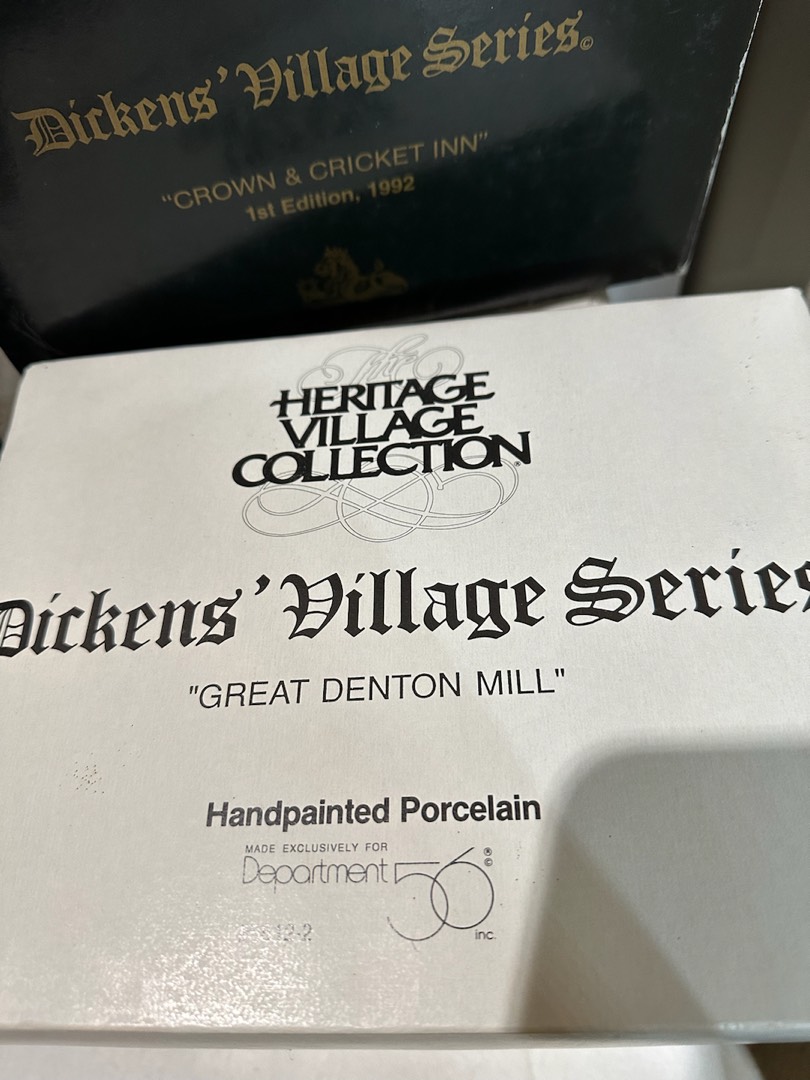 Dickens' Village Series©
"CROWN & CRICKET INN"
1st Edition, 1992
The
HERITAGE
VILLAGE
COLLECTION®
Dickens' Village Series
"GREAT DENTON MILL"
Handpainted Porcelain
MADE EXCLUSIVELY FOR
Department 56 ® ©
inc.